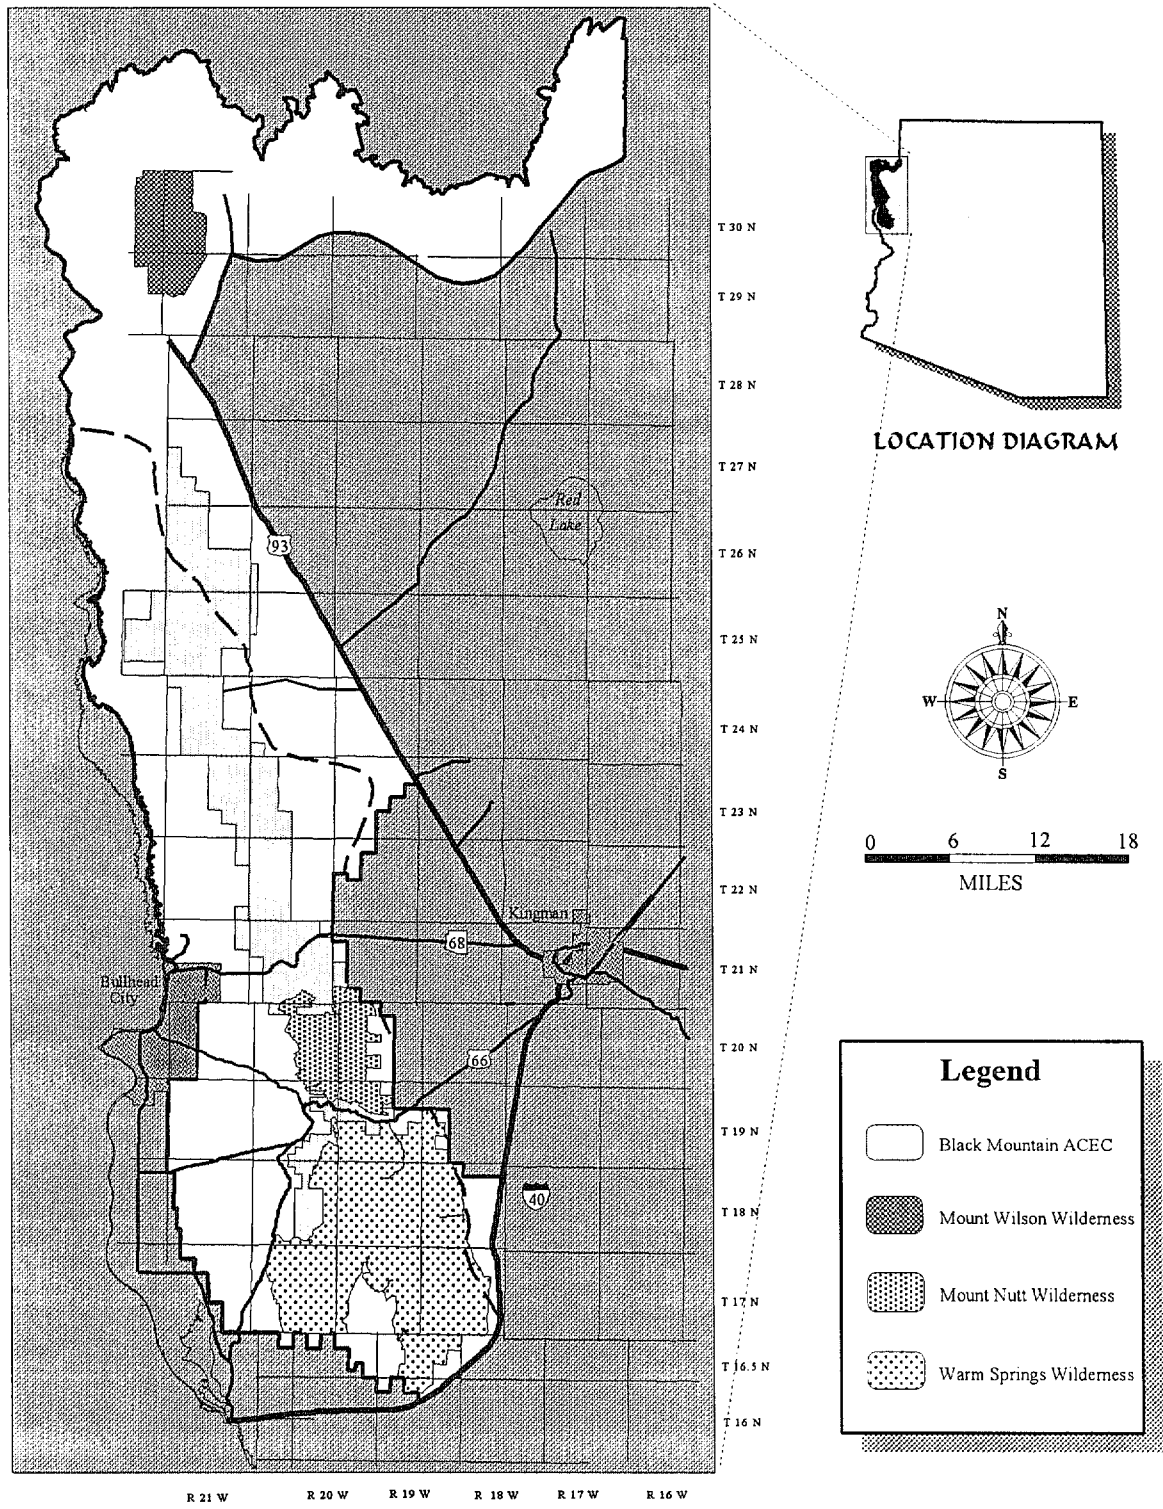 T 30 N
T 29 N
T 28 N
T 27 N
T 26 N
T 25 N
T 24 N
T 23 N
T 22 N
T 21 N
T 20 N
T 19 N
T 18 N
T 17 N
T 16.5 N
T 16 N
R 21 W
R 20 W
R 19 W
R 18 W
R 17 W
R 16 W
Red
Lake
93
Kingman
68
Bullhead
City
66
40
LOCATION DIAGRAM
N
W
E
S
0 6 12 18
MILES
Legend
Black Mountain ACEC
Mount Wilson Wilderness
Mount Nutt Wilderness
Warm Springs Wilderness